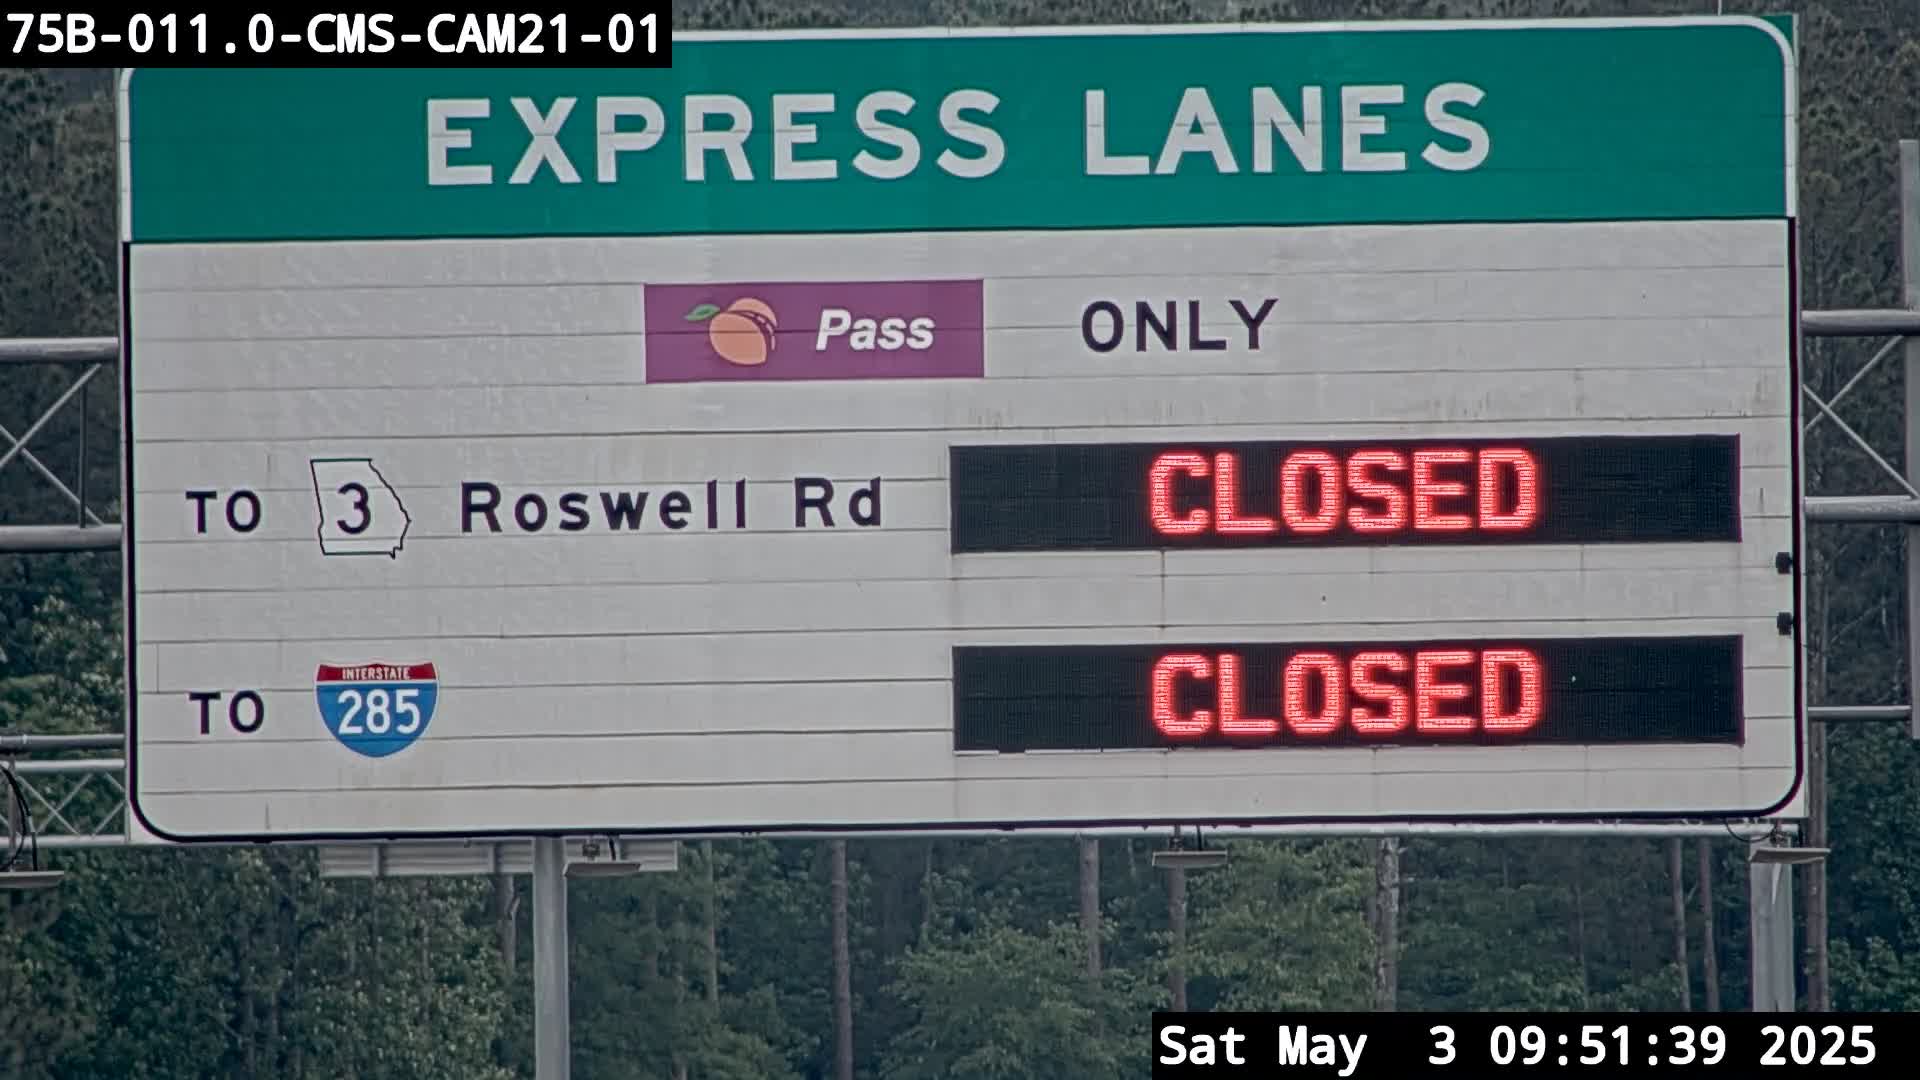 75B-011.0-CMS-CAM21-01
EXPRESS LANES
Pass ONLY
TO 3 Roswell Rd CLOSED
INTERSTATE
TO 285 CLOSED
Sat May 3 09:51:39 2025